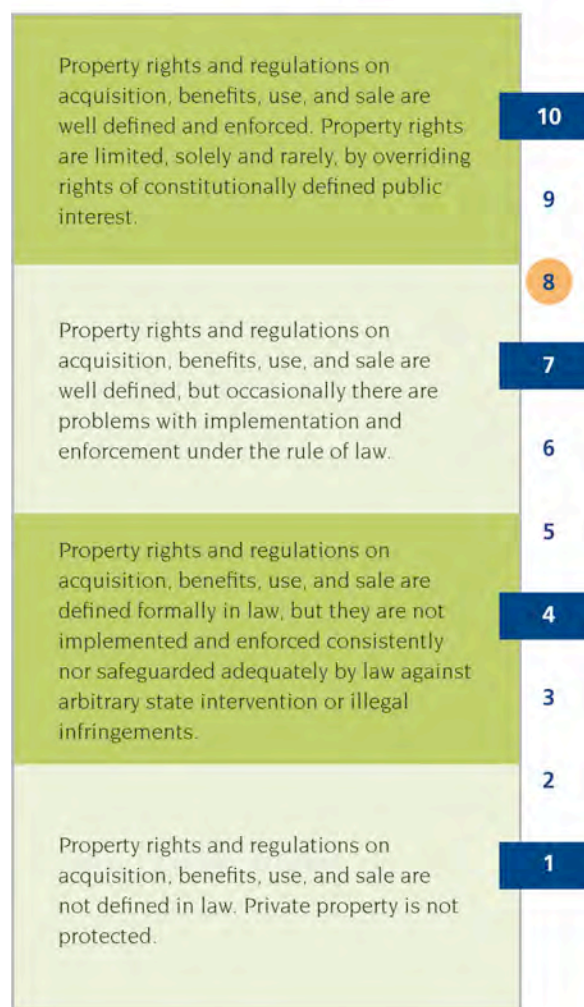 Property rights and regulations on
acquisition, benefits, use, and sale are
well defined and enforced. Property rights
are limited, solely and rarely, by overriding
rights of constitutionally defined public
interest.
10
9
8
Property rights and regulations on
acquisition, benefits, use, and sale are
well defined, but occasionally there are
problems with implementation and
enforcement under the rule of law.
7
6
5
Property rights and regulations on
acquisition, benefits, use, and sale are
defined formally in law, but they are not
implemented and enforced consistently
nor safeguarded adequately by law against
arbitrary state intervention or illegal
infringements.
4
3
2
Property rights and regulations on
acquisition, benefits, use, and sale are
not defined in law. Private property is not
protected.
1